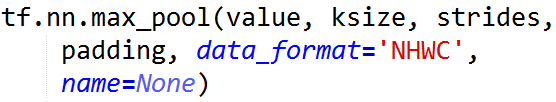 tf.nn.max_pool(value, ksize, strides,
padding, data_format='NHWC',
name=None)